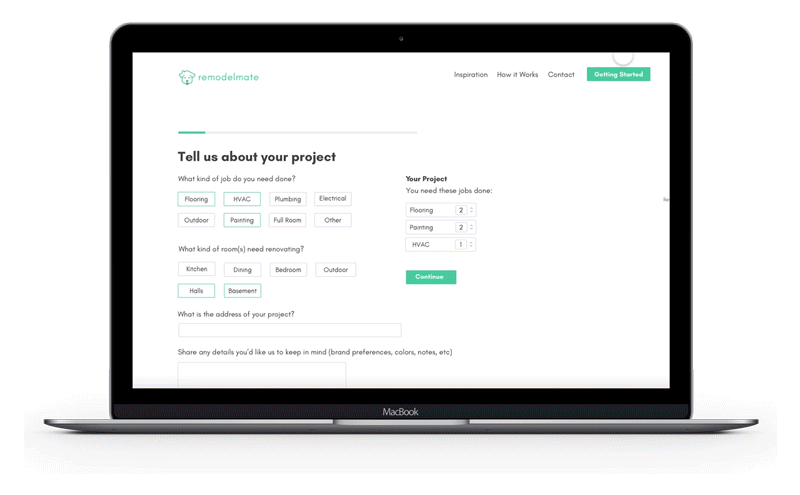 remodelmate
Inspiration How it Works Contact Getting Started
Tell us about your project
What kind of job do you need done?
Flooring HVAC Plumbing Electrical
Outdoor Painting Full Room Other
What kind of room(s) need renovating?
Kitchen Dining Bedroom Outdoor
Halls Basement
What is the address of your project?
Share any details you'd like us to keep in mind (brand preferences, colors, notes, etc)
Your Project
You need these jobs done:
Flooring 2
Painting 2
HVAC 1
Continue
MacBook